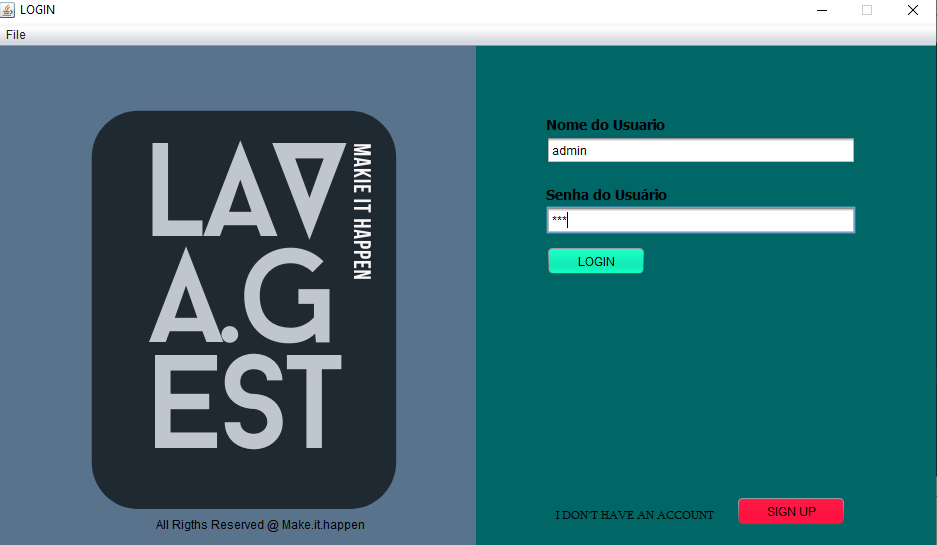 LOGIN
File
LAV
A.G
EST
MAKIE IT HAPPEN
All Rigths Reserved @ Make.it.happen
Nome do Usuario
admin
Senha do Usuário
***
LOGIN
I DON'T HAVE AN ACCOUNT
SIGN UP